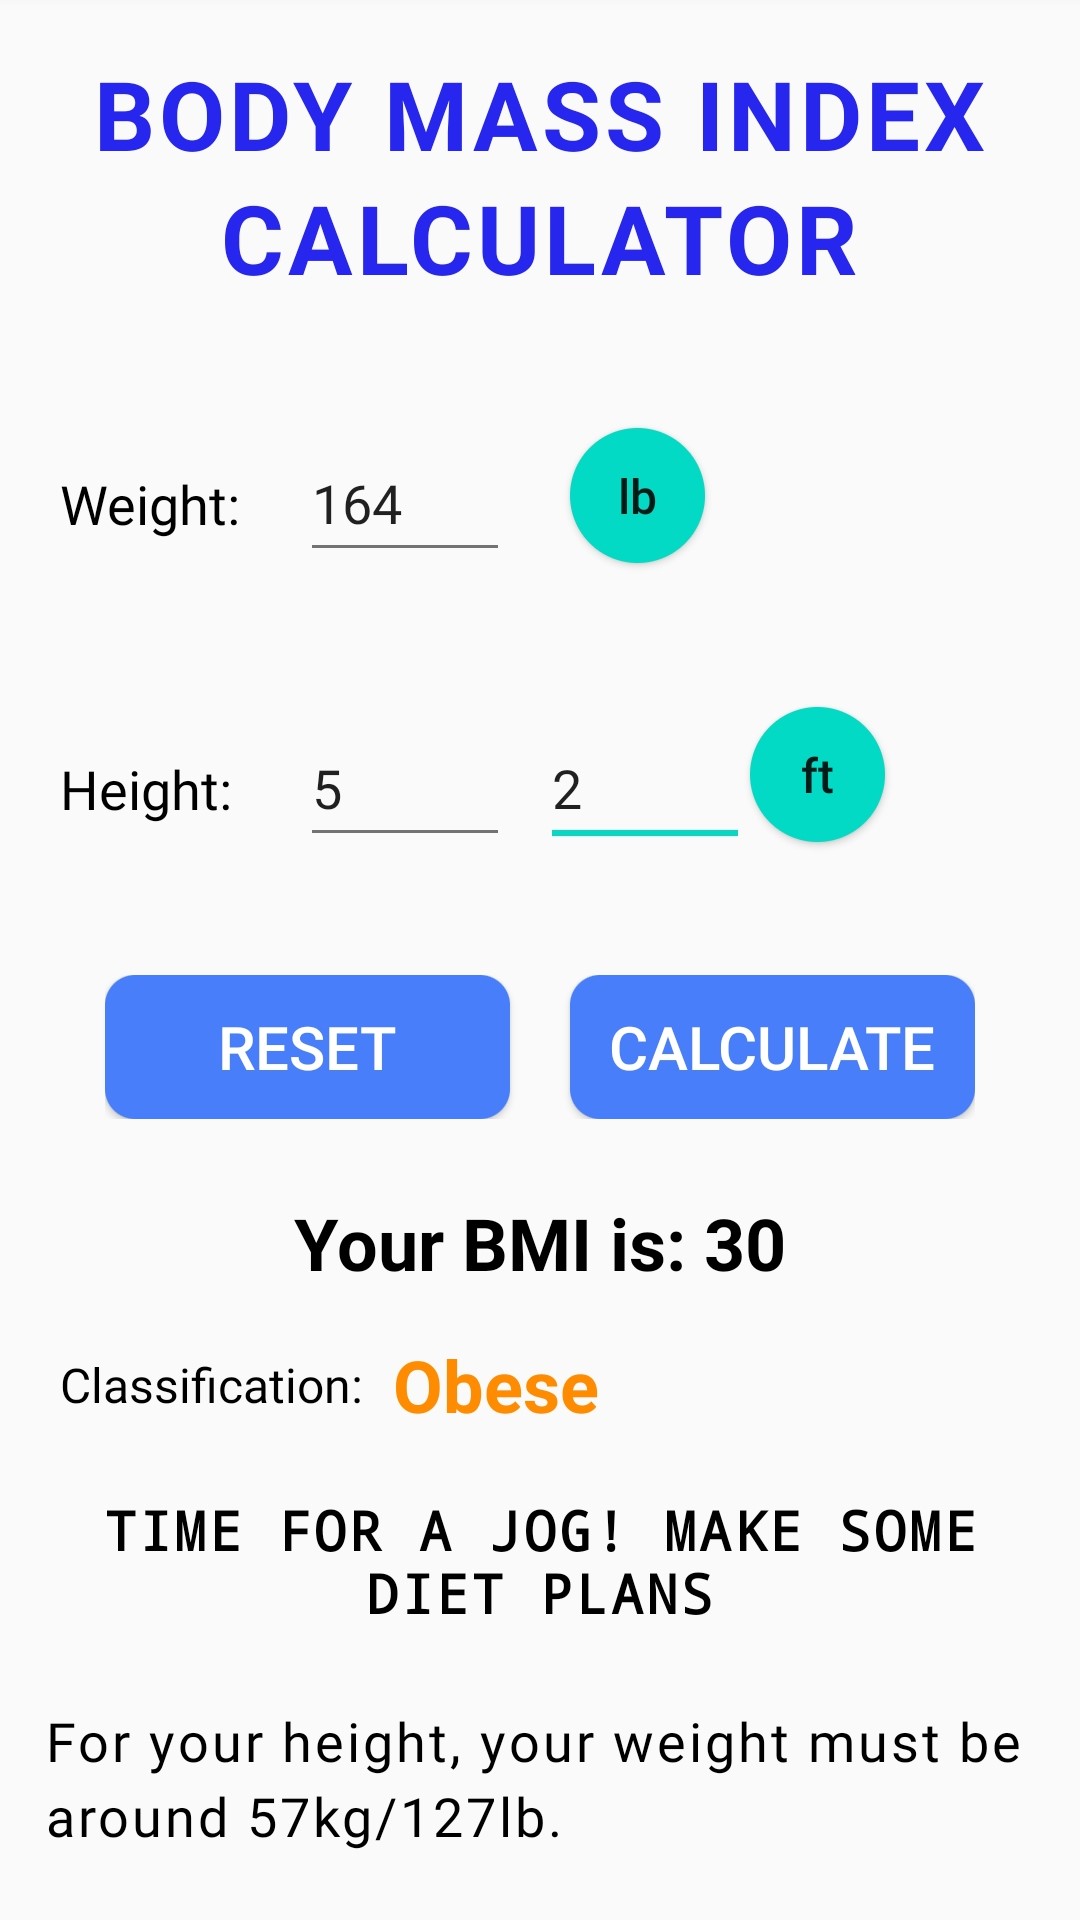 BODY MASS INDEX
CALCULATOR
Weight: 164 lb
Height: 5 2 ft
RESET CALCULATE
Your BMI is: 30
Classification: Obese
TIME FOR A JOG! MAKE SOME
DIET PLANS
For your height, your weight must be
around 57kg/127lb.